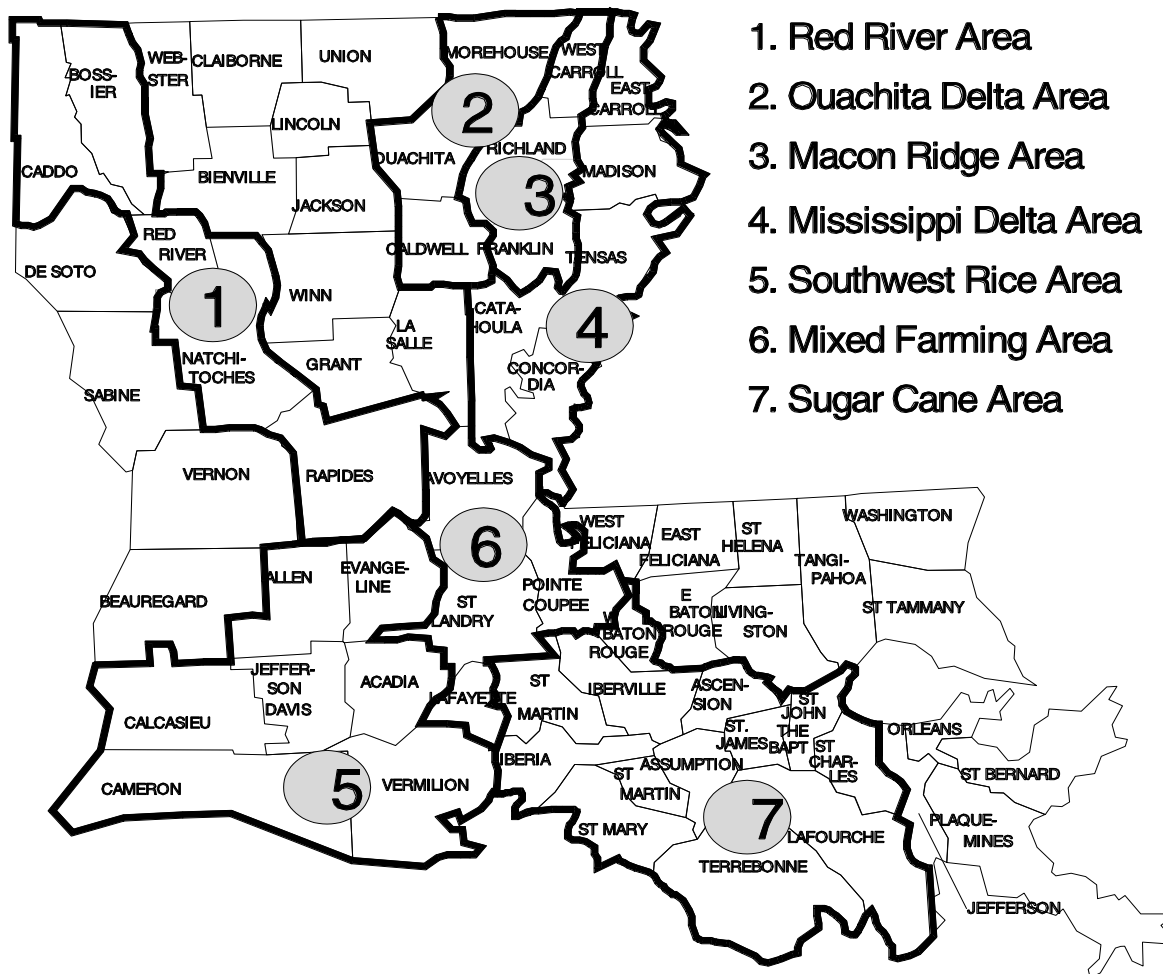 1. Red River Area
2. Ouachita Delta Area
3. Macon Ridge Area
4. Mississippi Delta Area
5. Southwest Rice Area
6. Mixed Farming Area
7. Sugar Cane Area
CADDO
BOSS-
IER
WEB-
STER
CLAIBORNE
UNION
MOREHOUSE
WEST
CARROLL
EAST
CARROLL
LINCOLN
2
OUACHITA
RICHLAND
MADISON
BIENVILLE
JACKSON
3
CALDWELL
FRANKLIN
TENSAS
RED
RIVER
DE SOTO
1
WINN
LA
SALLE
CATA-
HOULA
4
NATCHI-
TOCHES
GRANT
CONCOR-
DIA
SABINE
VERNON
RAPIDES
AVOYELLES
6
BEAUREGARD
ALLEN
EVANGE-
LINE
ST
LANDRY
POINTE
COUPEE
WEST
FELICIANA
EAST
FELICIANA
ST
HELENA
TANGI-
PAHOA
WASHINGTON
ST TAMMANY
W
BATON
ROUGE
E
BATON
ROUGE
LIVING-
STON
CALCASIEU
JEFFER-
SON
DAVIS
ACADIA
LAFAYETTE
ST
MARTIN
IBERVILLE
ASCEN-
SION
ST.
JAMES
ST
JOHN
THE
BAPT
ST
CHAR-
LES
ORLEANS
ST BERNARD
CAMERON
5
VERMILION
IBERIA
ST
MARTIN
ASSUMPTION
ST MARY
7
LAFOURCHE
TERREBONNE
PLAQUE-
MINES
JEFFERSON